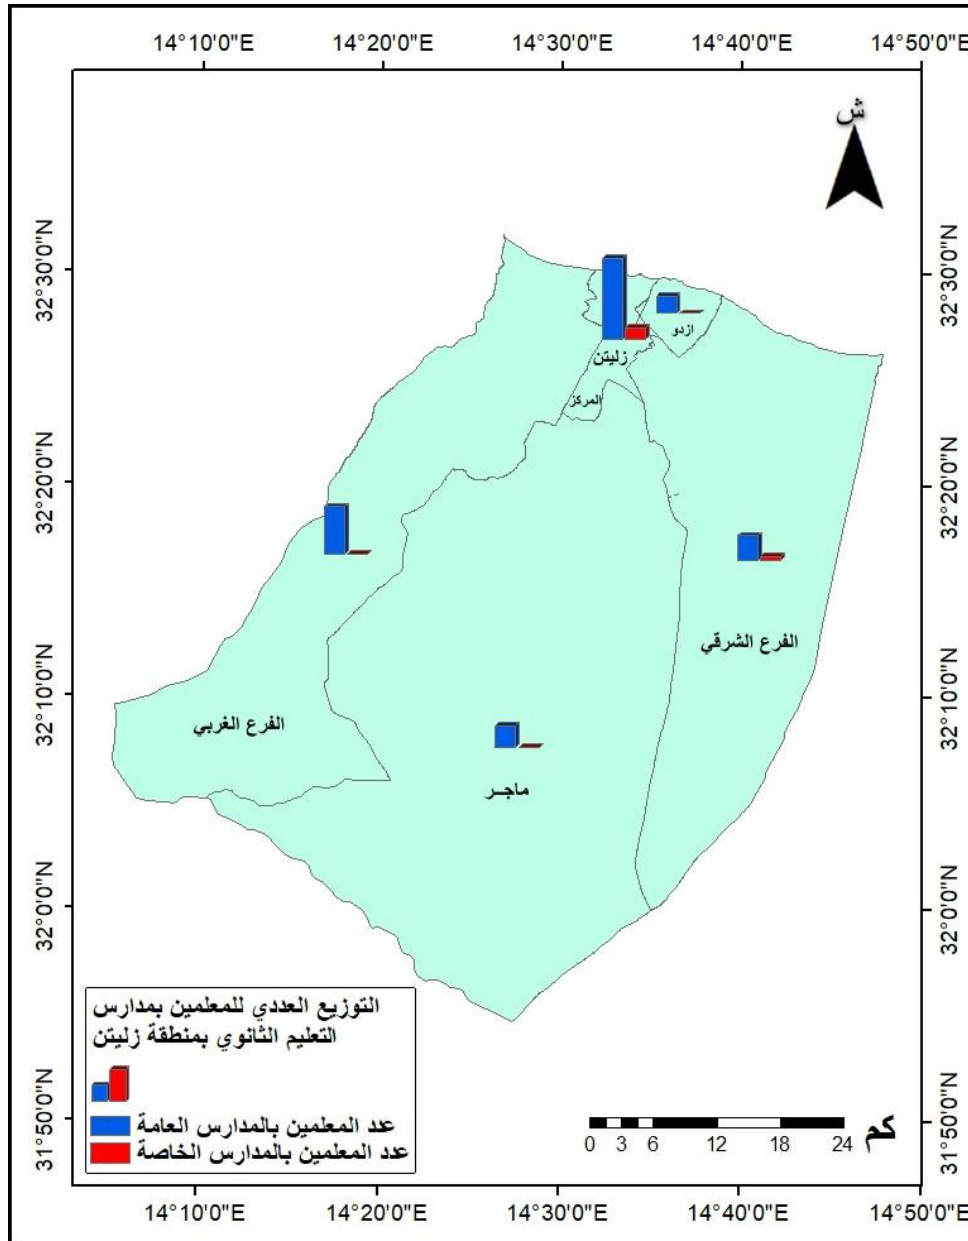 14°10'0"E 14°20'0"E 14°30'0"E 14°40'0"E 14°50'0"E
ش
32°30'0"N 32°30'0"N
ازدو
زليتن
المركز
32°20'0"N 32°20'0"N
الفرع الشرقي
32°10'0"N 32°10'0"N
الفرع الغربي
ماجــر
32°0'0"N 32°0'0"N
التوزيع العددي للمعلمين بمدارس
التعليم الثانوي بمنطقة زليتن
عدد المعلمين بالمدارس العامة
عدد المعلمين بالمدارس الخاصة
كم
0 3 6 12 18 24
31°50'0"N 31°50'0"N
14°10'0"E 14°20'0"E 14°30'0"E 14°40'0"E 14°50'0"E